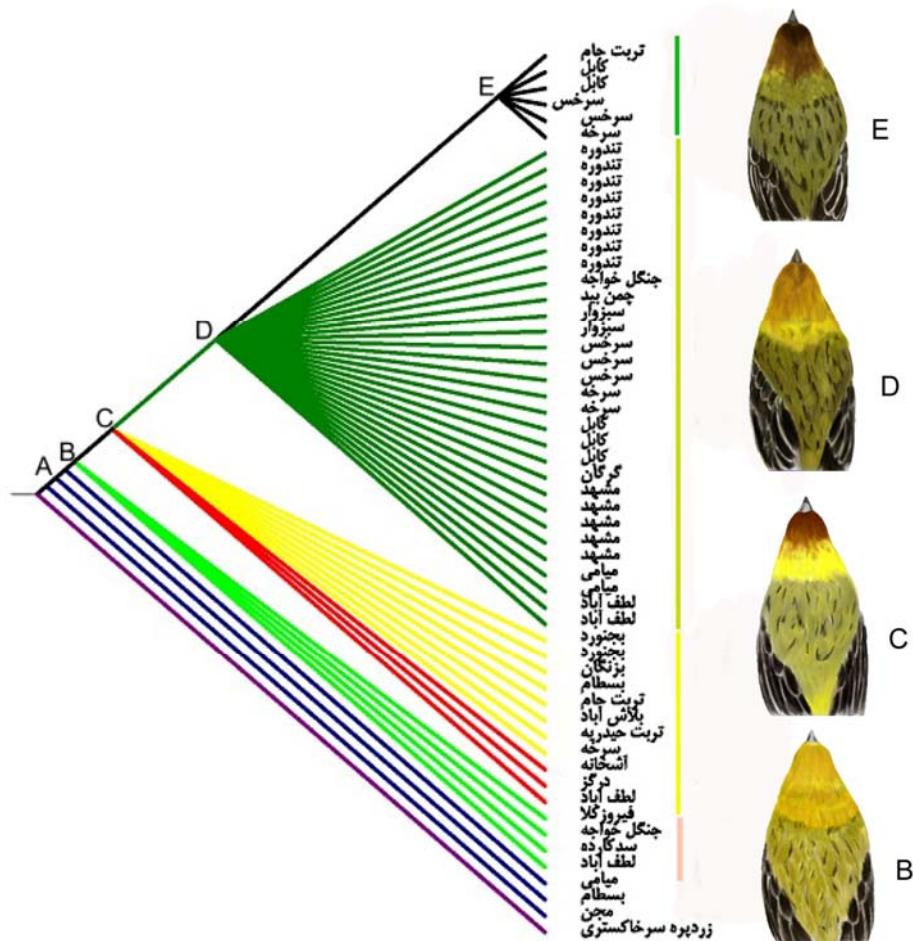 تربت جام
کابل
کابل
سرخس
سرخس
سرخه
تندوره
تندوره
تندوره
تندوره
تندوره
تندوره
تندوره
تندوره
جنگل خواجه
چمن بید
سبزوار
سبزوار
سرخس
سرخس
سرخس
سرخه
سرخه
کابل
کابل
کابل
گرگان
مشهد
مشهد
مشهد
مشهد
مشهد
میامی
میامی
لطف آباد
لطف آباد
بجنورد
بجنورد
بزنگان
بسطام
تربت جام
بلاش آباد
تربت حیدریه
سرخه
آشخانه
درگز
لطف آباد
فیروزکلا
جنگل خواجه
سدکارده
لطف آباد
میامی
بسطام
مجن
زردپره سرخاکستری
E
D
C
B
A
E
D
C
B